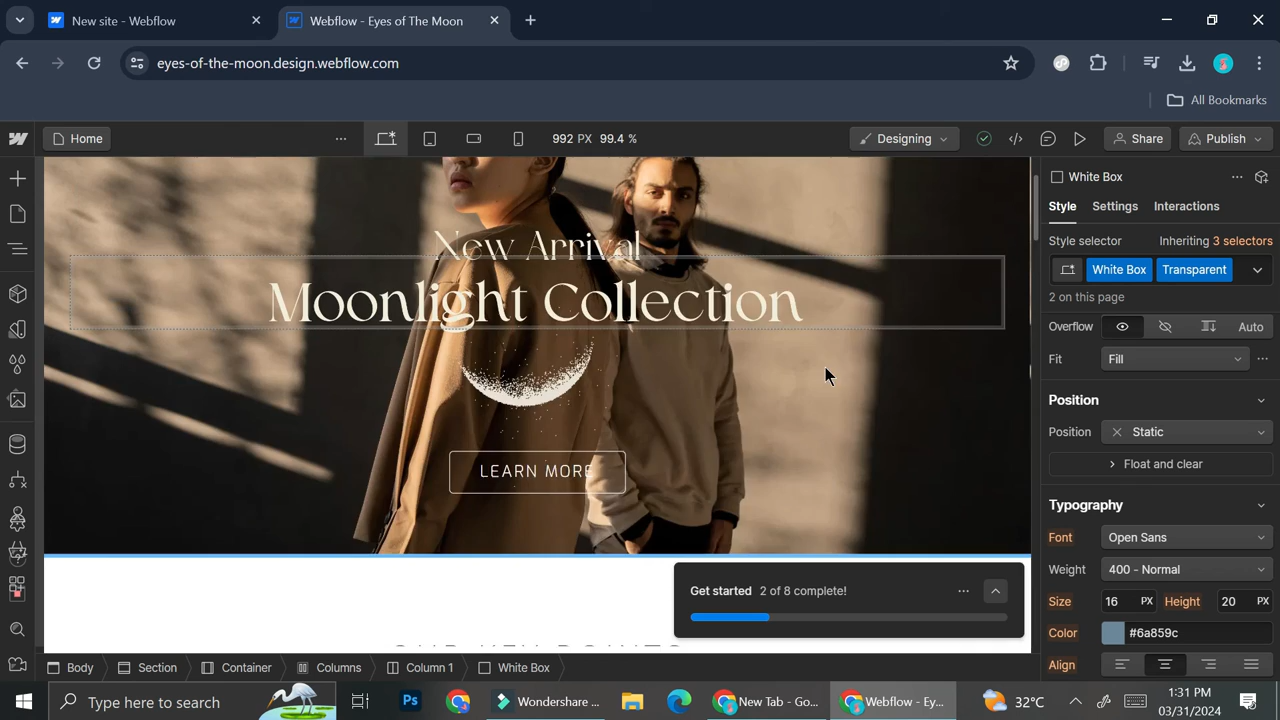 New site - Webflow
Webflow - Eyes of The Moon
eyes-of-the-moon.design.webflow.com
All Bookmarks
Home
992 PX 99.4 %
Designing
Share
Publish
New Arrival
Moonlight Collection
LEARN MORE
Get started 2 of 8 complete!
White Box
Style Settings Interactions
Style selector Inheriting 3 selectors
White Box Transparent
2 on this page
Overflow Auto
Fit Fill
Position
Position Static
Float and clear
Typography
Font Open Sans
Weight 400 - Normal
Size 16 PX Height 20 PX
Color #6a859c
Align
Body Section Container Columns Column 1 White Box
Type here to search
Ps
Wondershare ...
New Tab - Go...
Webflow - Ey...
32°C
1:31 PM
03/31/2024